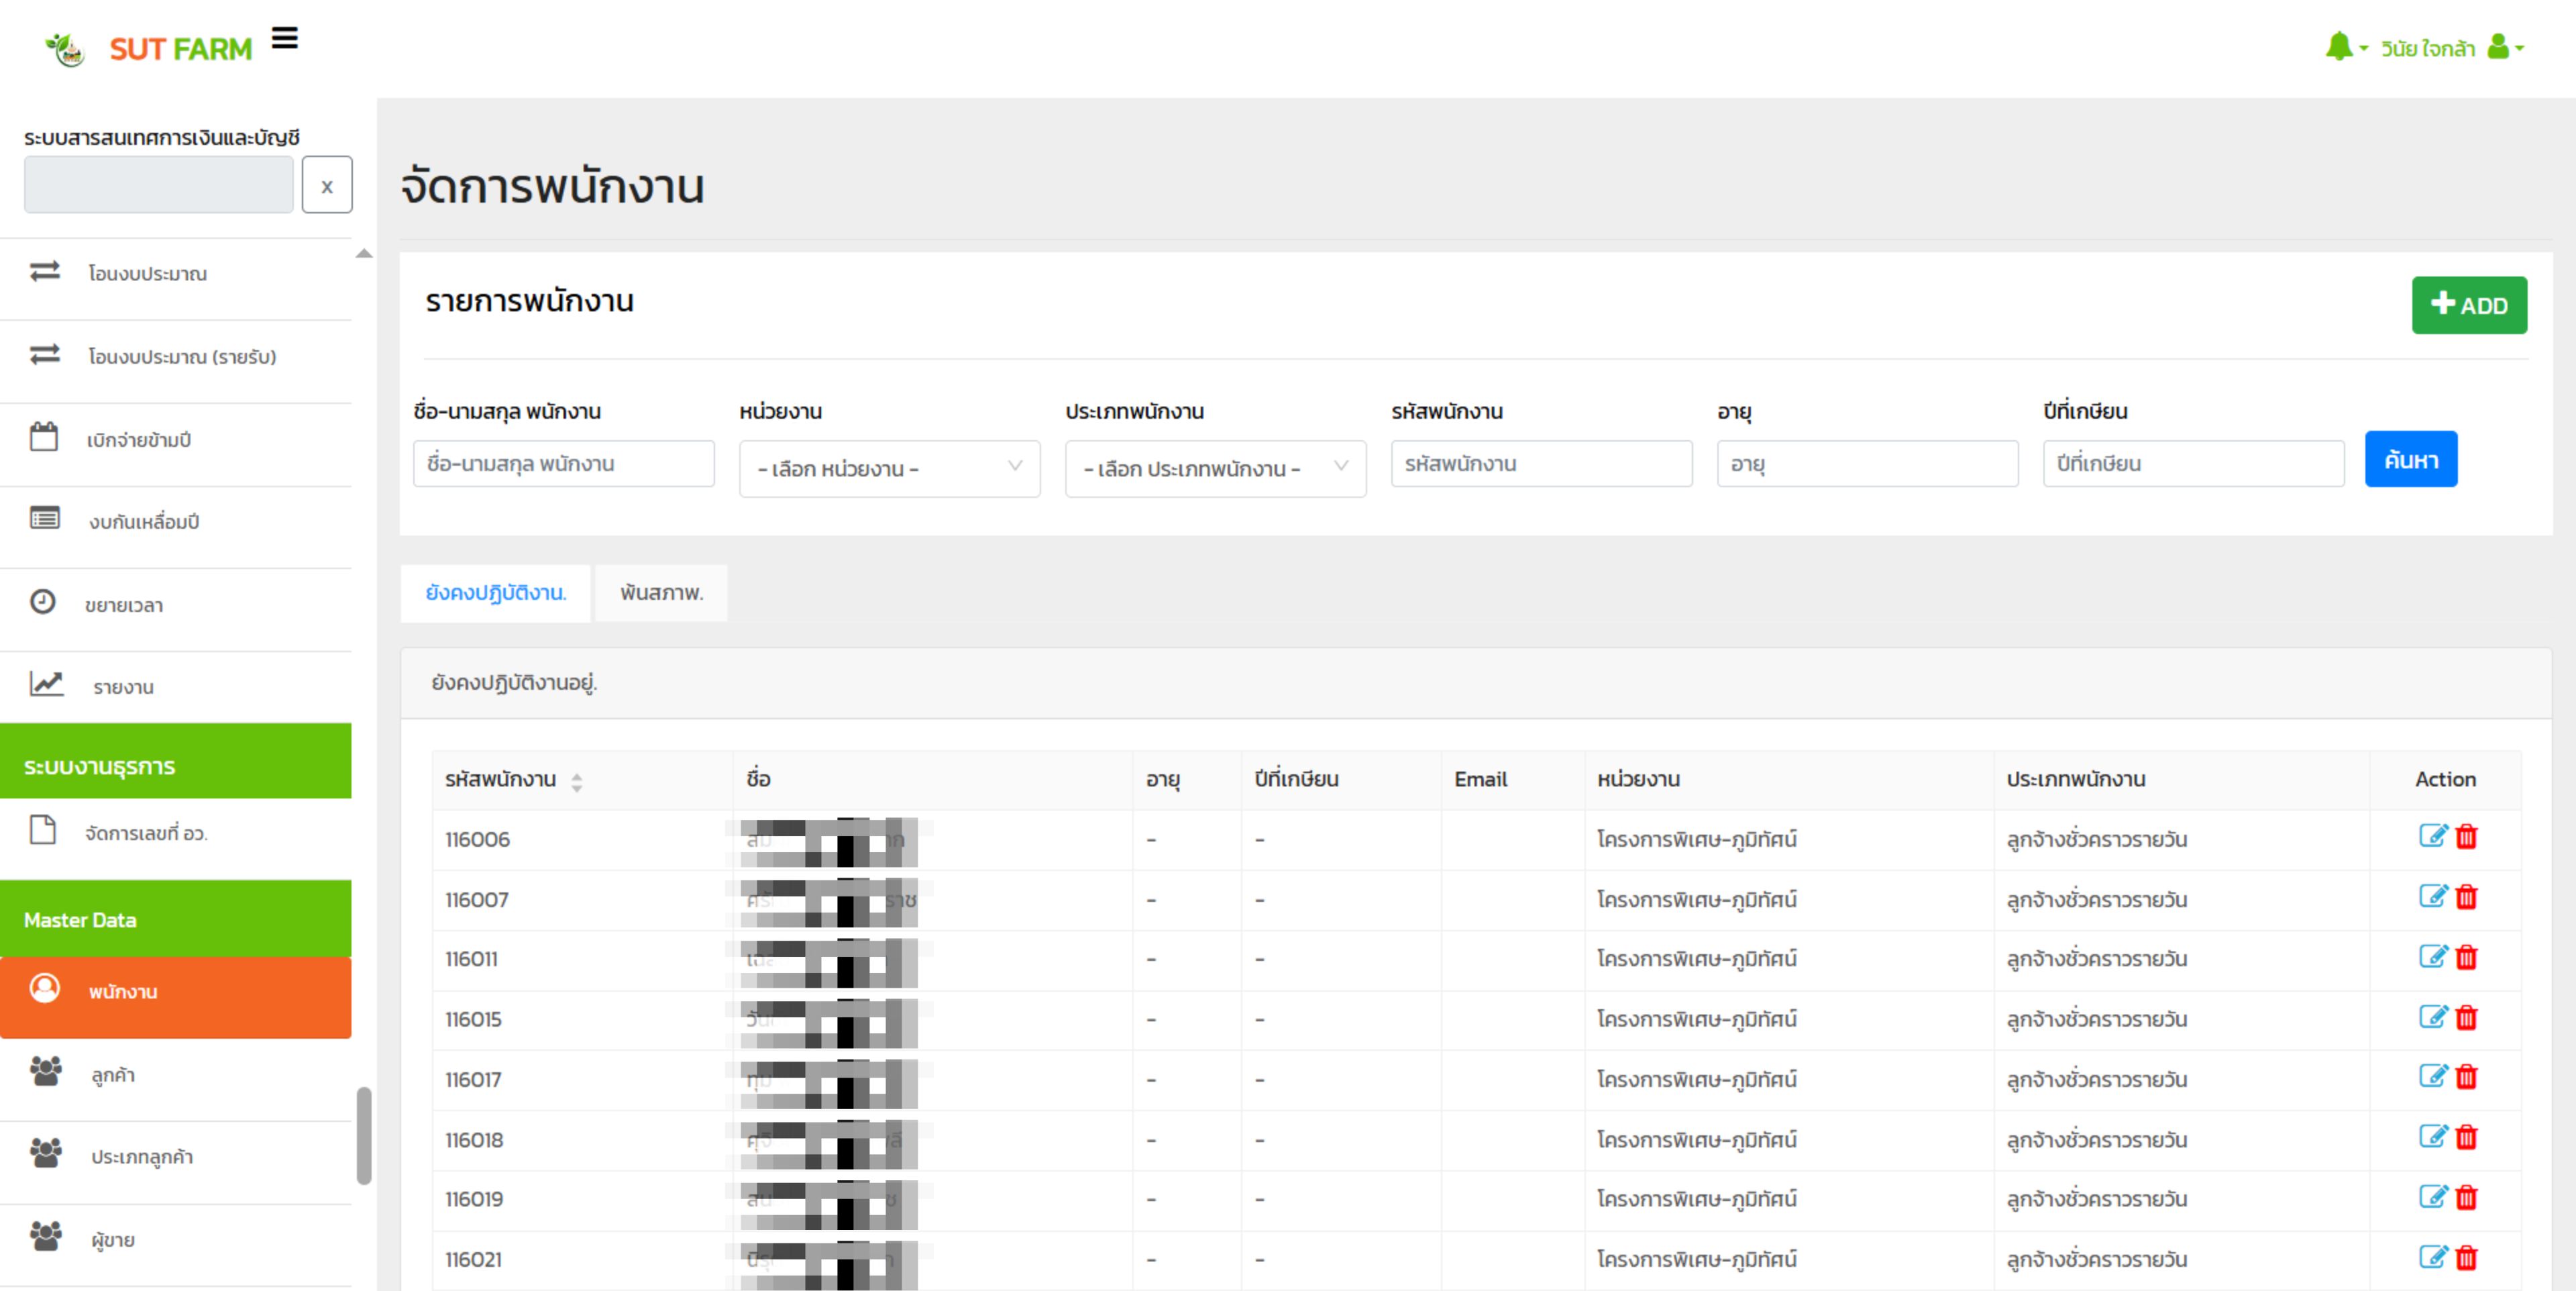 SUT FARM
วินัย ใจกล้า
ระบบสารสนเทศการเงินและบัญชี
x
โอนงบประมาณ
โอนงบประมาณ (รายรับ)
เบิกจ่ายข้ามปี
งบกันเหลื่อมปี
ขยายเวลา
รายงาน
ระบบงานธุรการ
จัดการเลขที่ อว.
Master Data
พนักงาน
ลูกค้า
ประเภทลูกค้า
ผู้ขาย
จัดการพนักงาน
รายการพนักงาน
ADD
ชื่อ-นามสกุล พนักงาน หน่วยงาน ประเภทพนักงาน รหัสพนักงาน อายุ ปีที่เกษียน
ชื่อ-นามสกุล พนักงาน - เลือก หน่วยงาน - - เลือก ประเภทพนักงาน - รหัสพนักงาน อายุ ปีที่เกษียน ค้นหา
ยังคงปฏิบัติงาน. พ้นสภาพ.
ยังคงปฏิบัติงานอยู่.
รหัสพนักงาน ชื่อ อายุ ปีที่เกษียน Email หน่วยงาน ประเภทพนักงาน Action
116006 - - โครงการพิเศษ-ภูมิทัศน์ ลูกจ้างชั่วคราวรายวัน
116007 - - โครงการพิเศษ-ภูมิทัศน์ ลูกจ้างชั่วคราวรายวัน
116011 - - โครงการพิเศษ-ภูมิทัศน์ ลูกจ้างชั่วคราวรายวัน
116015 - - โครงการพิเศษ-ภูมิทัศน์ ลูกจ้างชั่วคราวรายวัน
116017 - - โครงการพิเศษ-ภูมิทัศน์ ลูกจ้างชั่วคราวรายวัน
116018 - - โครงการพิเศษ-ภูมิทัศน์ ลูกจ้างชั่วคราวรายวัน
116019 - - โครงการพิเศษ-ภูมิทัศน์ ลูกจ้างชั่วคราวรายวัน
116021 - - โครงการพิเศษ-ภูมิทัศน์ ลูกจ้างชั่วคราวรายวัน